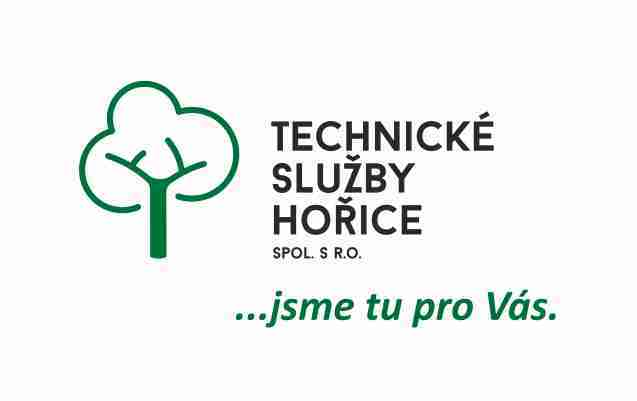 TECHNICKÉ
SLUŽBY
HOŘICE
SPOL. S R.O.
...jsme tu pro Vás.